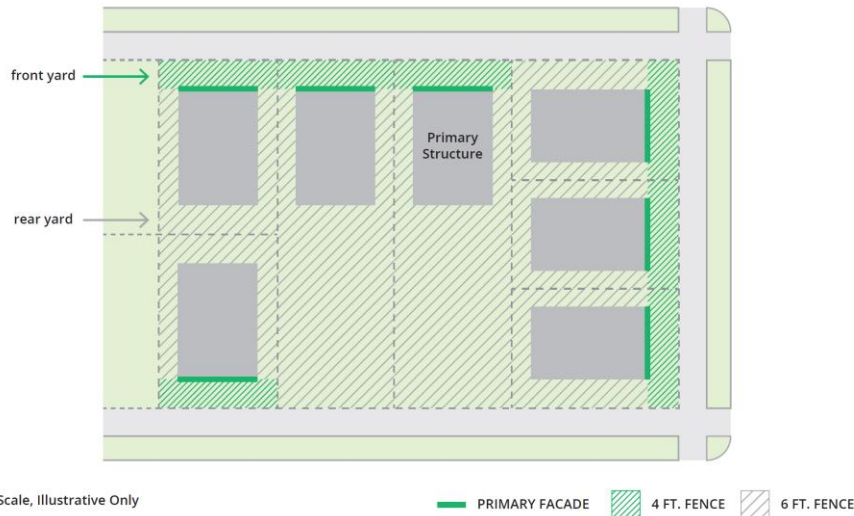 front yard
Primary
Structure
rear yard
Scale, Illustrative Only
PRIMARY FACADE
4 FT. FENCE
6 FT. FENCE